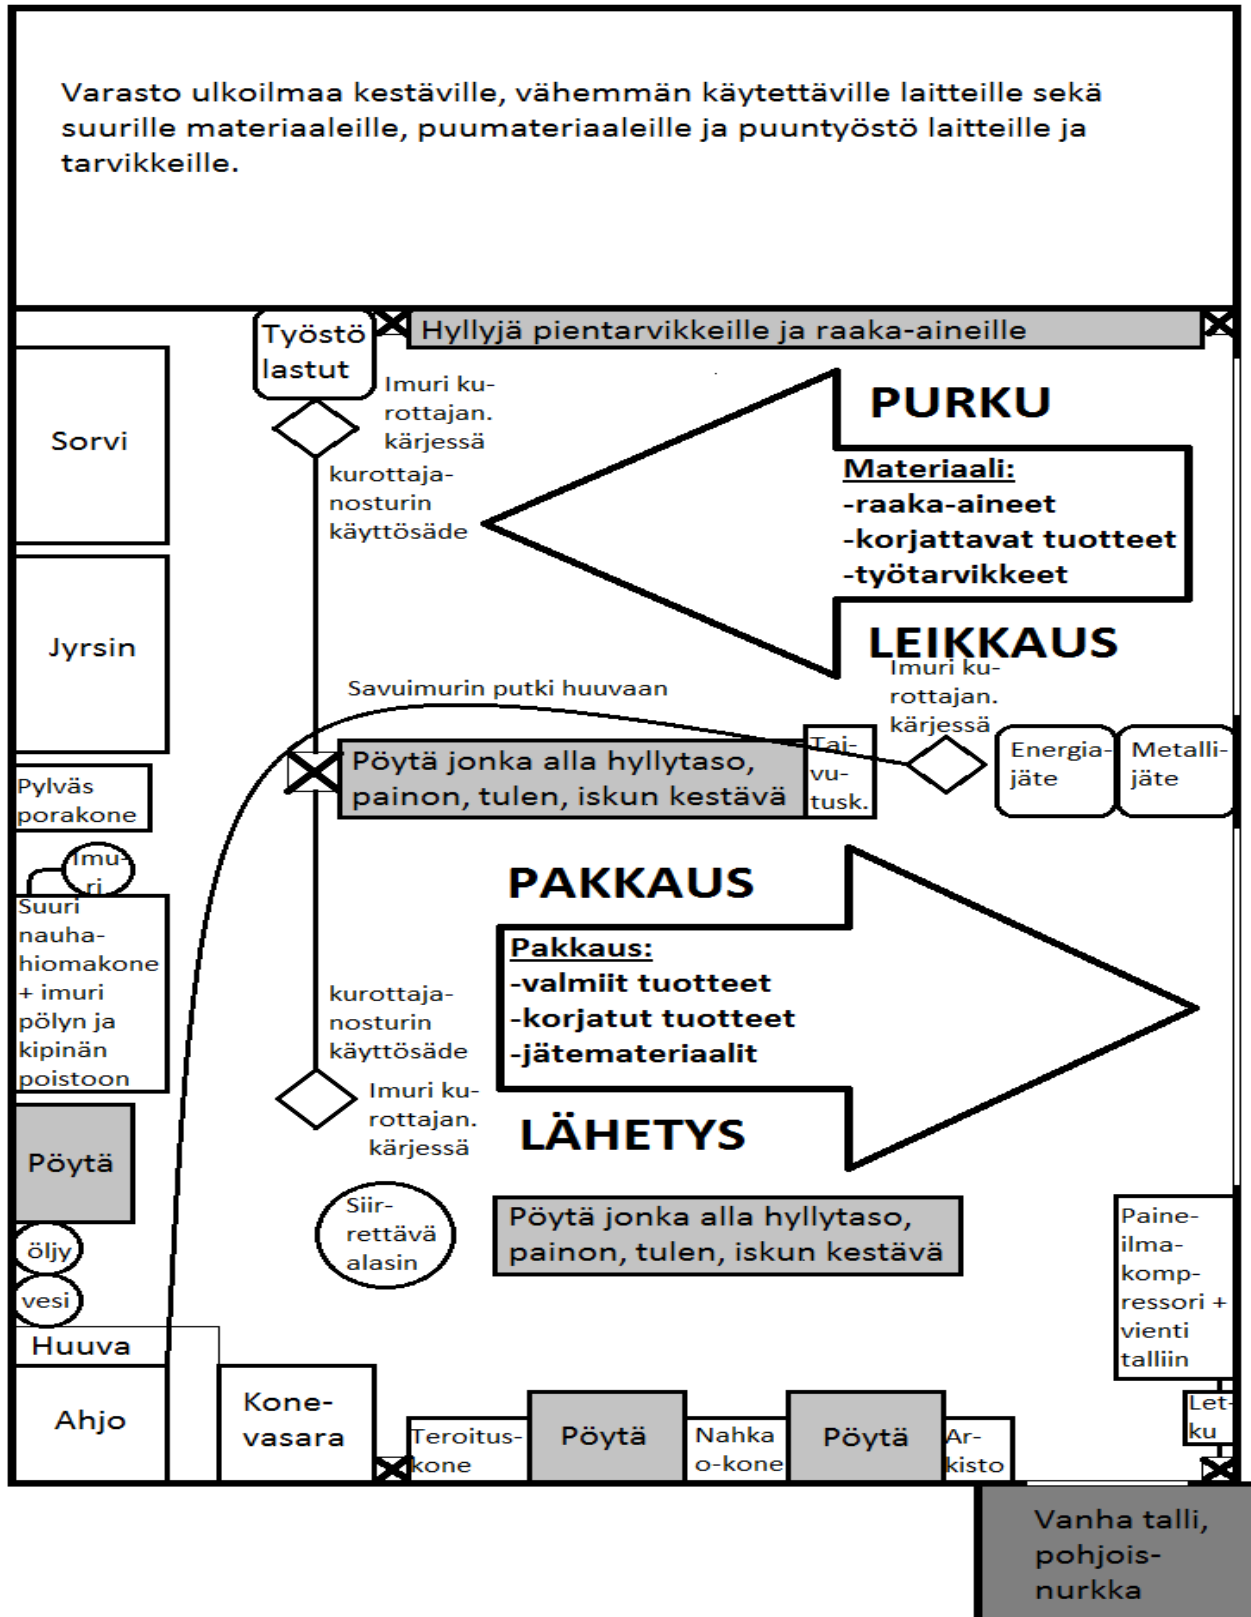 Varasto ulkoilmaa kestäville, vähemmän käytettäville laitteille sekä
suurille materiaaleille, puumateriaaleille ja puuntyöstö laitteille ja
tarvikkeille.
Työstö
lastut
Hyllyjä pientarvikkeille ja raaka-aineille
Imuri ku-
rottajan.
kärjessä
kurottaja-
nosturin
käyttösäde
Sorvi
PURKU
Materiaali:
-raaka-aineet
-korjattavat tuotteet
-työtarvikkeet
LEIKKAUS
Jyrsin
Imuri ku-
rottajan.
kärjessä
Savuimurin putki huuvaan
Pöytä jonka alla hyllytaso,
painon, tulen, iskun kestävä
Tai-
vu-
tusk.
Energia-
jäte
Metalli-
jäte
Pylväs
porakone
Imu-
ri
Suuri
nauha-
hiomakone
+ imuri
pölyn ja
kipinän
poistoon
PAKKAUS
Pakkaus:
-valmiit tuotteet
-korjatut tuotteet
-jätemateriaalit
LÄHETYS
kurottaja-
nosturin
käyttösäde
Imuri ku-
rottajan.
kärjessä
Pöytä
öljy
vesi
Siir-
rettävä
alasin
Pöytä jonka alla hyllytaso,
painon, tulen, iskun kestävä
Paine-
ilma-
komp-
ressori +
vienti
talliin
Huuva
Ahjo
Kone-
vasara
Teroitus-
kone
Pöytä
Nahka
o-kone
Pöytä
Ar-
kisto
Let-
ku
Vanha talli,
pohjois-
nurkka